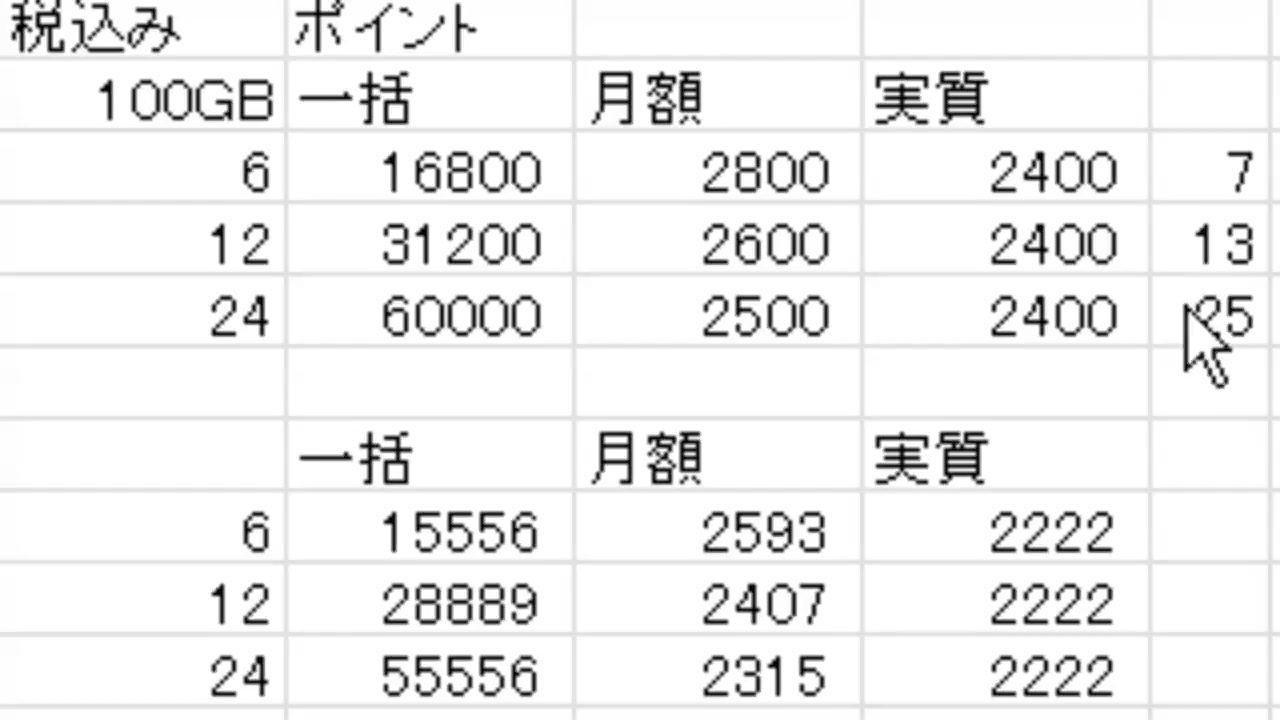 税込み ポイント
100GB 一括 月額 実質
6 16800 2800 2400 7
12 31200 2600 2400 13
24 60000 2500 2400 25
一括 月額 実質
6 15556 2593 2222
12 28889 2407 2222
24 55556 2315 2222